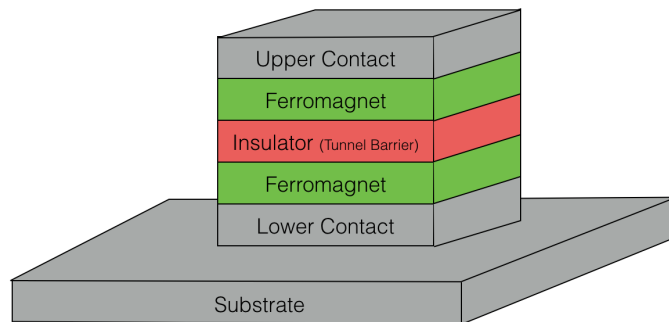 Upper Contact
Ferromagnet
Insulator (Tunnel Barrier)
Ferromagnet
Lower Contact
Substrate